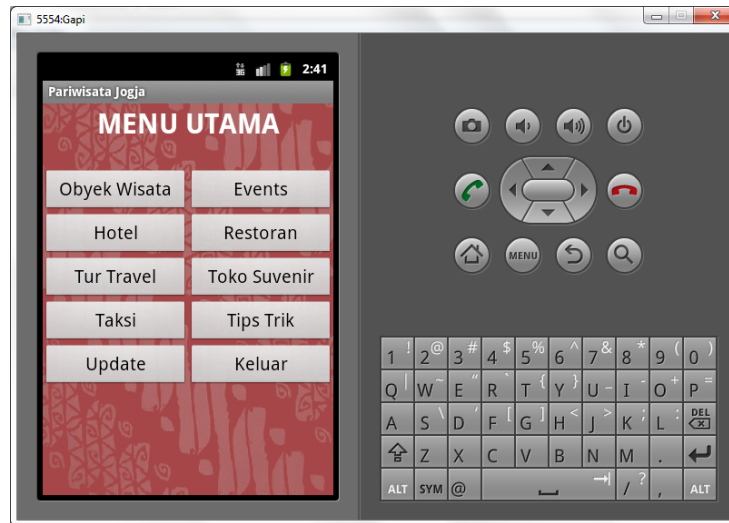 5554:Gapi
2:41
Pariwisata Jogja
MENU UTAMA
Obyek Wisata Events
Hotel Restoran
Tur Travel Toko Suvenir
Taksi Tips Trik
Update Keluar
MENU
1 ! 2 @ 3 # 4 $ 5 % 6 ^ 7 & 8 * 9 ( 0 )
Q | W ~ E “ R ` T { Y } U _ I - O + P =
A S \ D ' F [ G ] H < J > K ; L : DEL
Z X C V B N M .
ALT SYM @ / ? , ALT